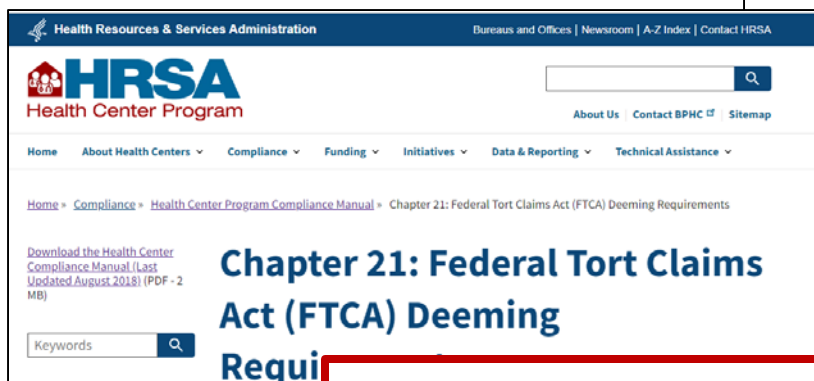 Health Resources & Services Administration
Bureaus and Offices | Newsroom | A-Z Index | Contact HRSA
HRSA
Health Center Program
About Us | Contact BPHC | Sitemap
Home About Health Centers Compliance Funding Initiatives Data & Reporting Technical Assistance
Home » Compliance » Health Center Program Compliance Manual » Chapter 21: Federal Tort Claims Act (FTCA) Deeming Requirements
Download the Health Center
Compliance Manual (Last
Updated August 2018) (PDF - 2
MB)
Keywords
Chapter 21: Federal Tort Claims
Act (FTCA) Deeming